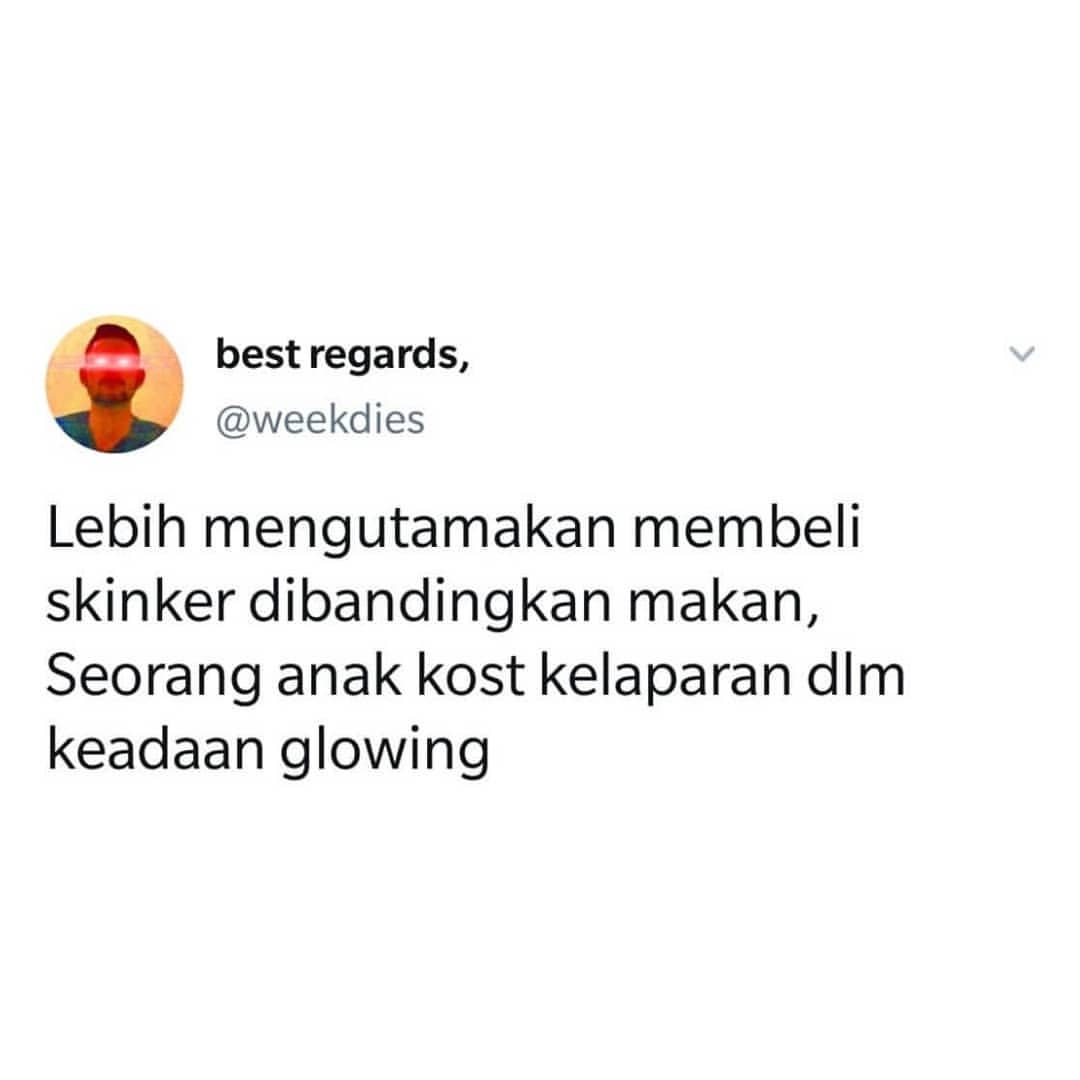 best regards,
@weekdies
Lebih mengutamakan membeli
skinker dibandingkan makan,
Seorang anak kost kelaparan dlm
keadaan glowing